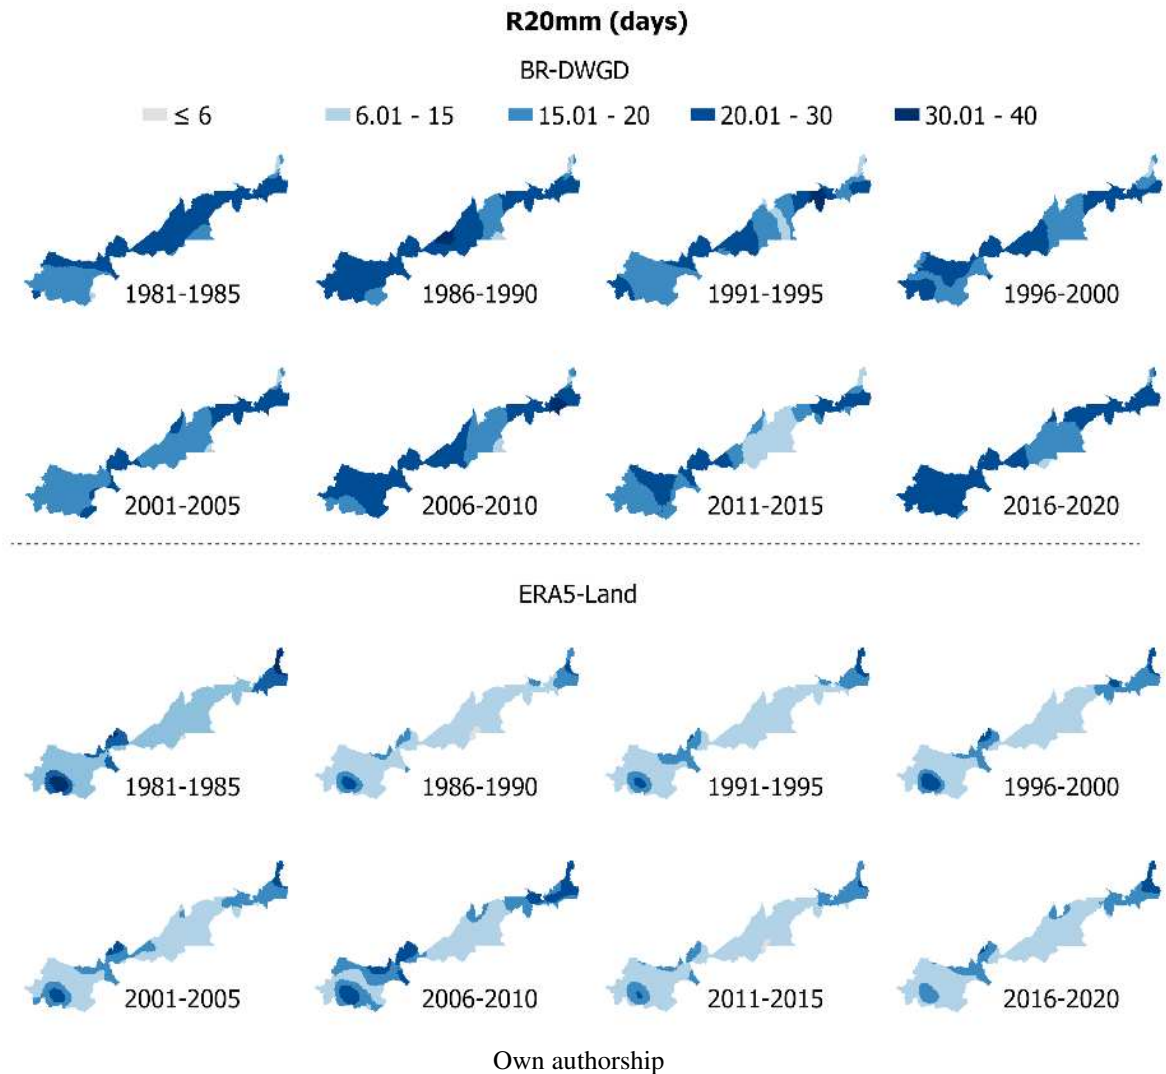 R20mm (days)
BR-DWGD
≤ 6 6.01 - 15 15.01 - 20 20.01 - 30 30.01 - 40
1981-1985 1986-1990 1991-1995 1996-2000
2001-2005 2006-2010 2011-2015 2016-2020
ERA5-Land
1981-1985 1986-1990 1991-1995 1996-2000
2001-2005 2006-2010 2011-2015 2016-2020
Own authorship